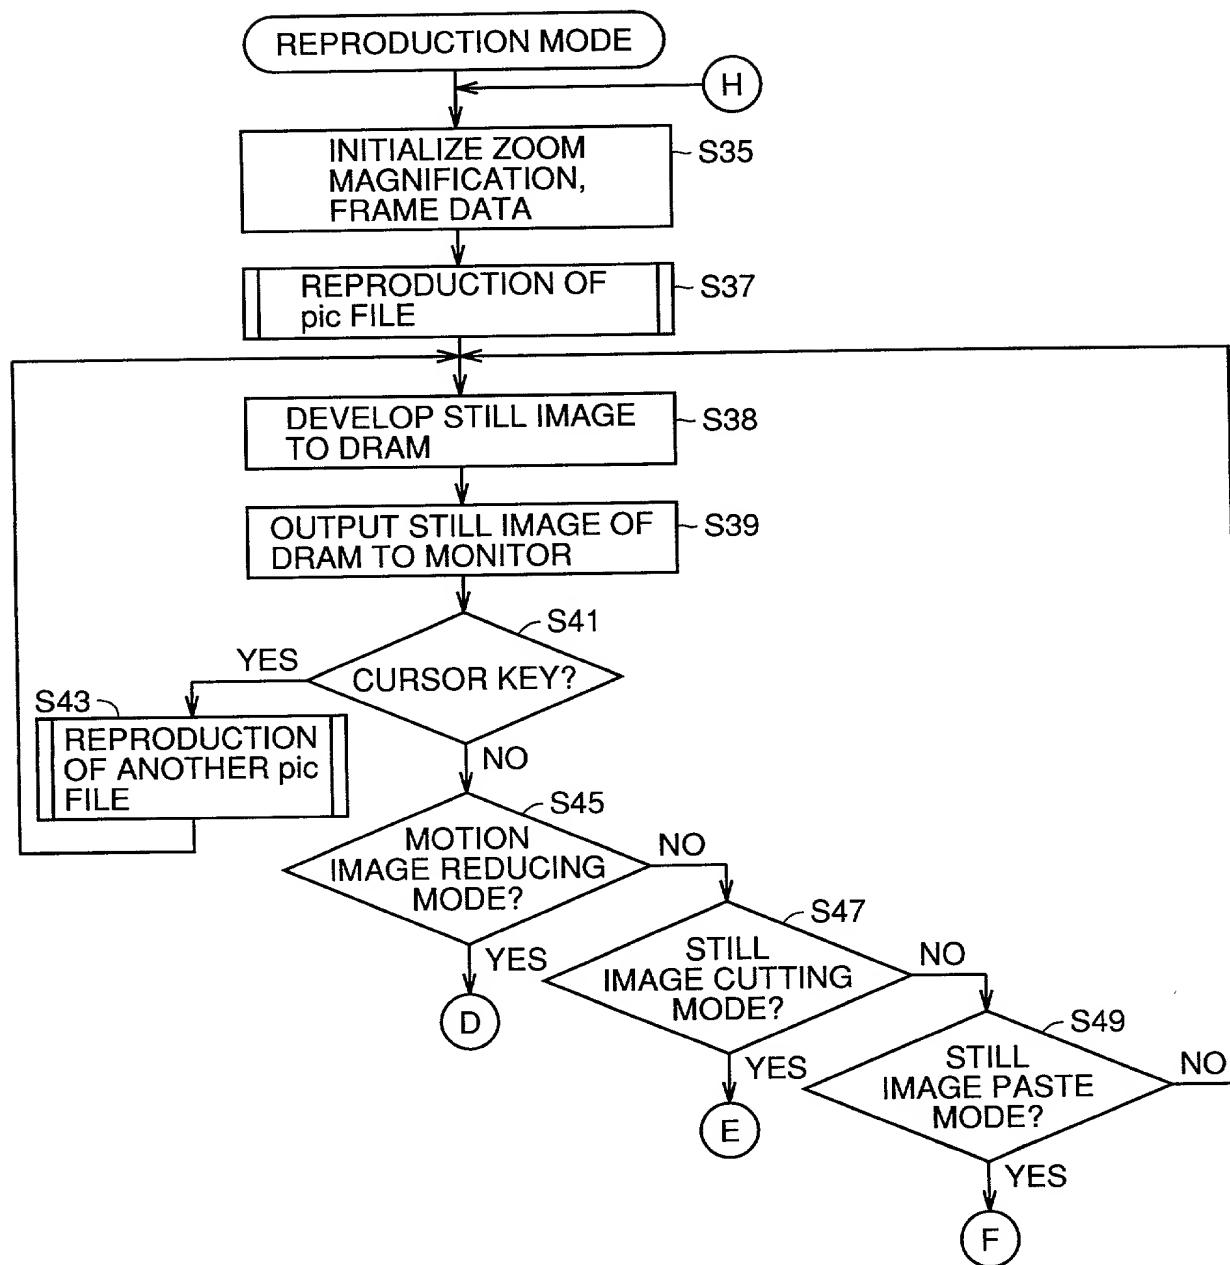 REPRODUCTION MODE
H
INITIALIZE ZOOM
MAGNIFICATION,
FRAME DATA
S35
REPRODUCTION OF
pic FILE
S37
DEVELOP STILL IMAGE
TO DRAM
S38
OUTPUT STILL IMAGE OF
DRAM TO MONITOR
S39
S41
YES
CURSOR KEY?
S43
REPRODUCTION
OF ANOTHER pic
FILE
NO
S45
MOTION
IMAGE REDUCING
MODE?
NO
YES
D
S47
STILL
IMAGE CUTTING
MODE?
NO
YES
E
S49
STILL
IMAGE PASTE
MODE?
NO
YES
F